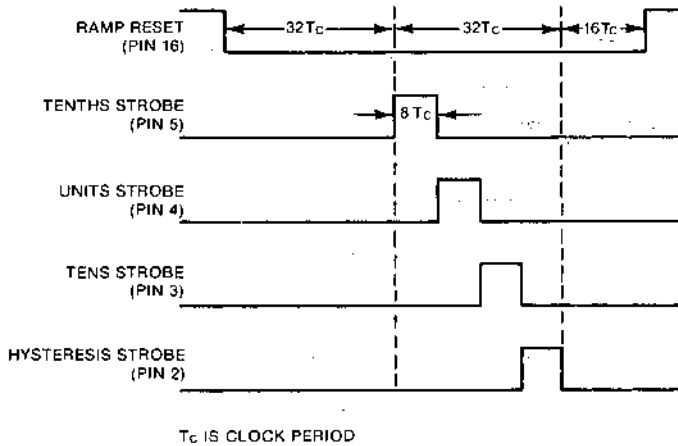 RAMP RESET
(PIN 16)
32TC
32TC
16TC
TENTHS STROBE
(PIN 5)
8 TC
UNITS STROBE
(PIN 4)
TENS STROBE
(PIN 3)
HYSTERESIS STROBE
(PIN 2)
TC IS CLOCK PERIOD